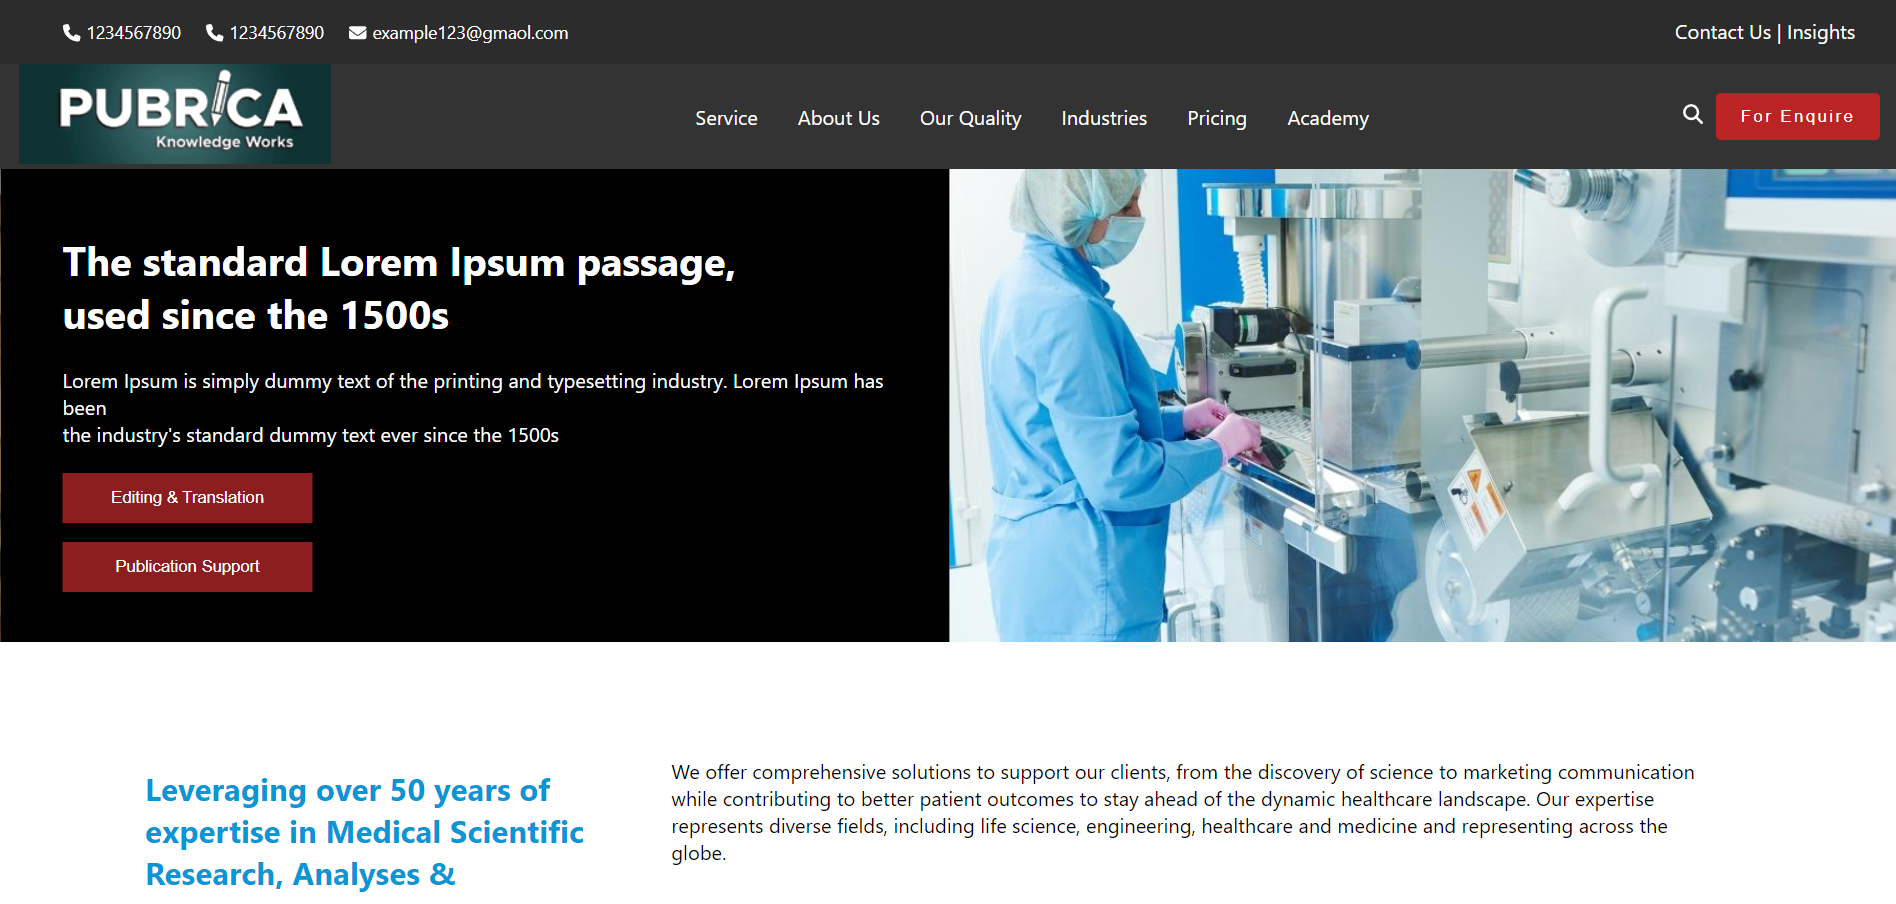 1234567890 1234567890 example123@gmaol.com Contact Us | Insights
PUBRICA
Knowledge Works
Service About Us Our Quality Industries Pricing Academy For Enquire
The standard Lorem Ipsum passage,
used since the 1500s
Lorem Ipsum is simply dummy text of the printing and typesetting industry. Lorem Ipsum has
been
the industry's standard dummy text ever since the 1500s
Editing & Translation
Publication Support
Leveraging over 50 years of
expertise in Medical Scientific
Research, Analyses &
We offer comprehensive solutions to support our clients, from the discovery of science to marketing communication
while contributing to better patient outcomes to stay ahead of the dynamic healthcare landscape. Our expertise
represents diverse fields, including life science, engineering, healthcare and medicine and representing across the
globe.